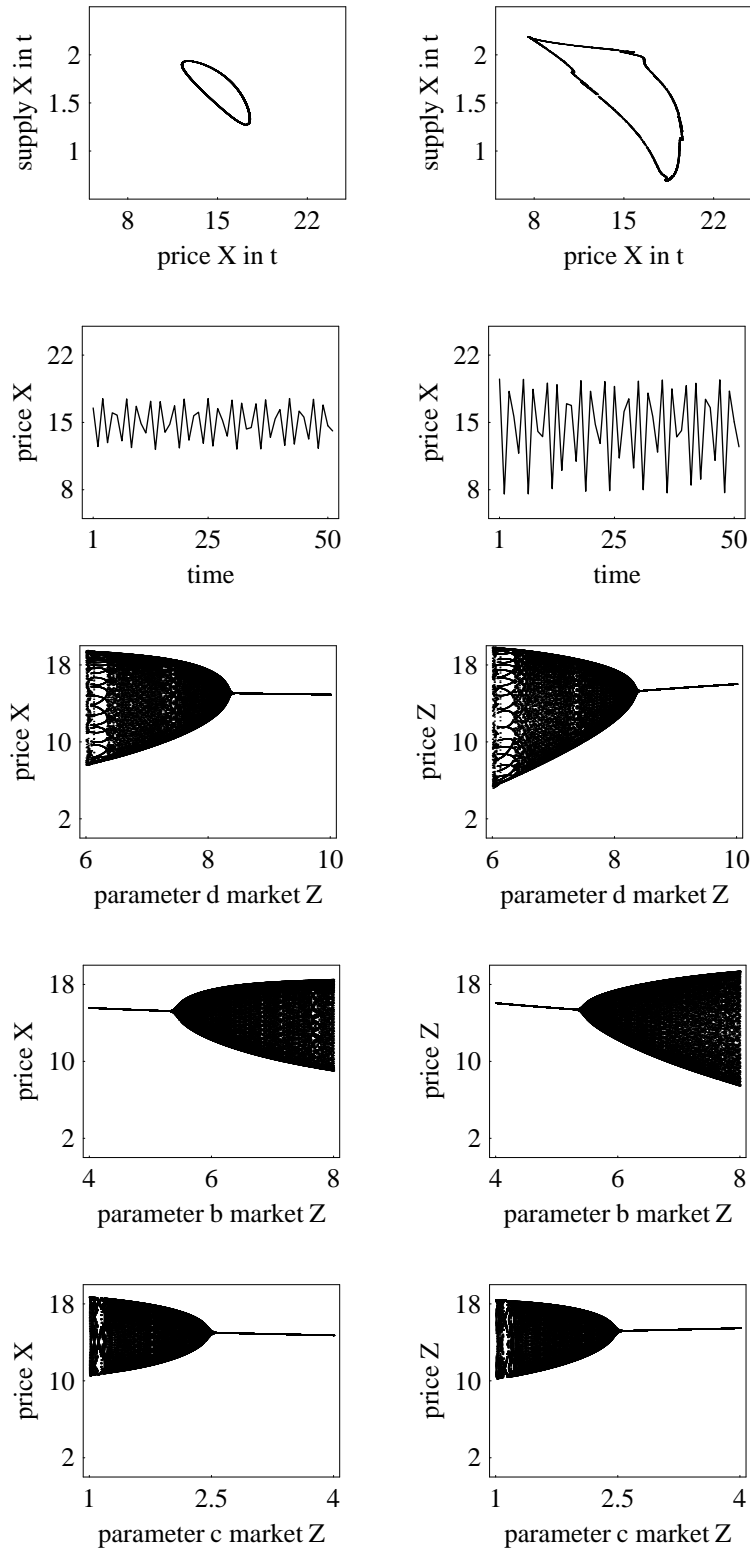 supply X in t
2
1.5
1
8 15 22
price X in t
supply X in t
2
1.5
1
8 15 22
price X in t
price X
22
15
8
1 25 50
time
price X
22
15
8
1 25 50
time
price X
18
10
2
6 8 10
parameter d market Z
price Z
18
10
2
6 8 10
parameter d market Z
price X
18
10
2
4 6 8
parameter b market Z
price Z
18
10
2
4 6 8
parameter b market Z
price X
18
10
2
1 2.5 4
parameter c market Z
price Z
18
10
2
1 2.5 4
parameter c market Z